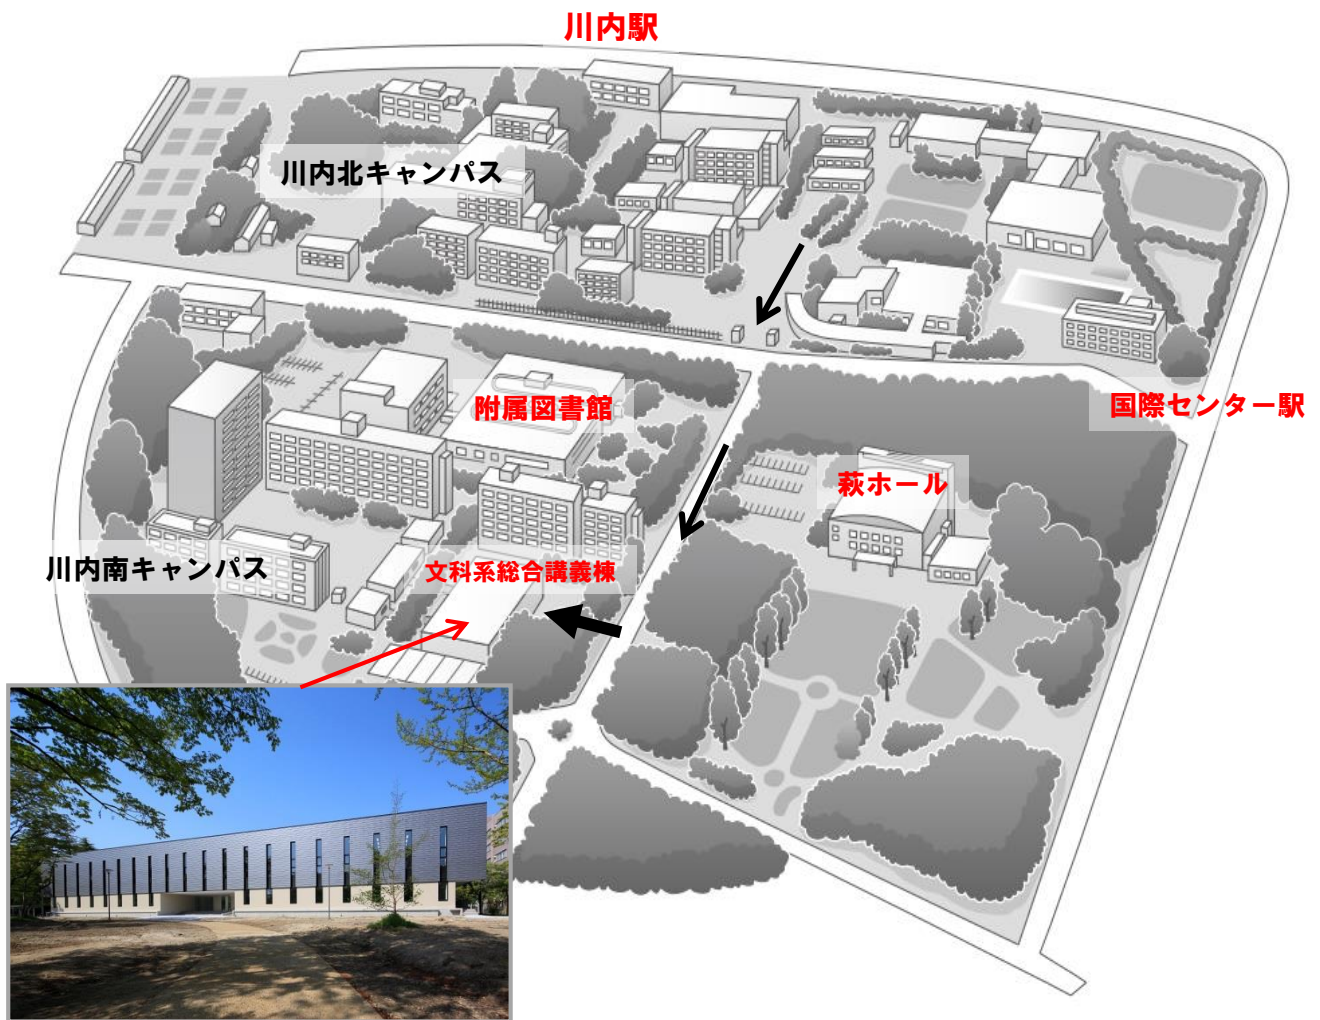 川内駅
川内北キャンパス
国際センター駅
附属図書館
萩ホール
川内南キャンパス
文科系総合講義棟